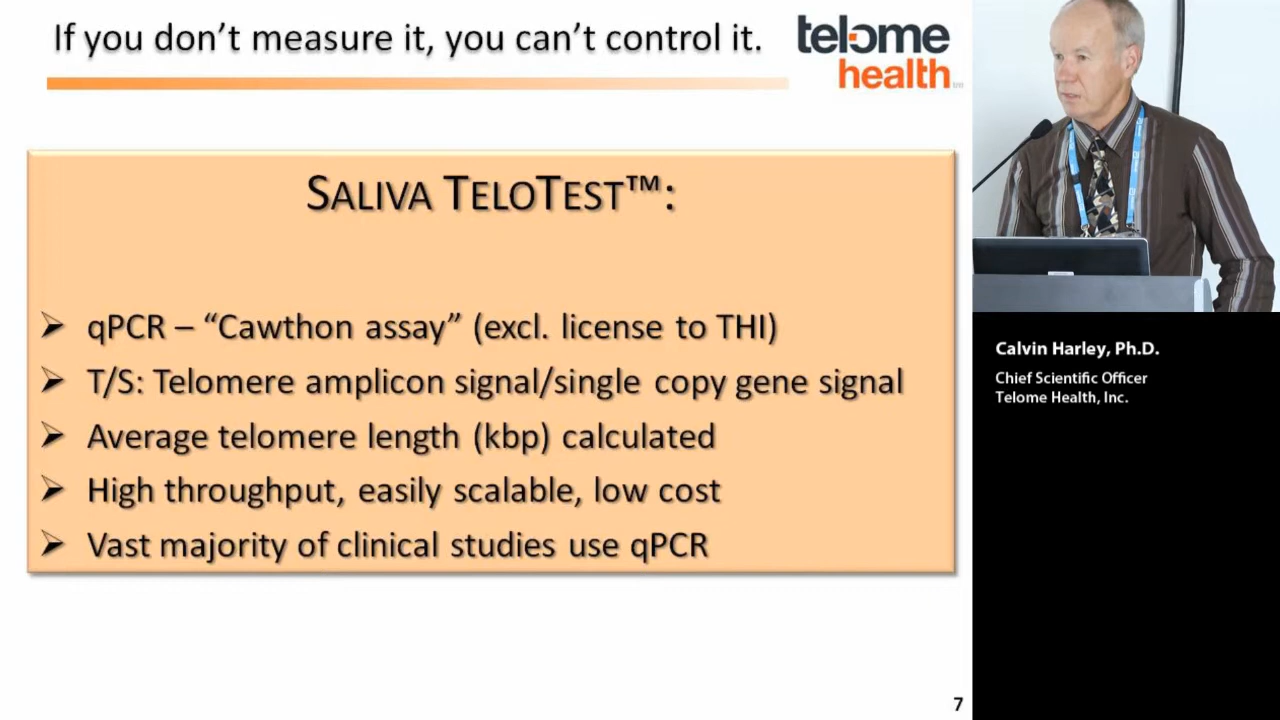 If you don’t measure it, you can’t control it.
telome
health
SALIVA TELOTEST™:
qPCR – “Cawthon assay” (excl. license to THI)
T/S: Telomere amplicon signal/single copy gene signal
Average telomere length (kbp) calculated
High throughput, easily scalable, low cost
Vast majority of clinical studies use qPCR
7
Calvin Harley, Ph.D.
Chief Scientific Officer
Telome Health, Inc.